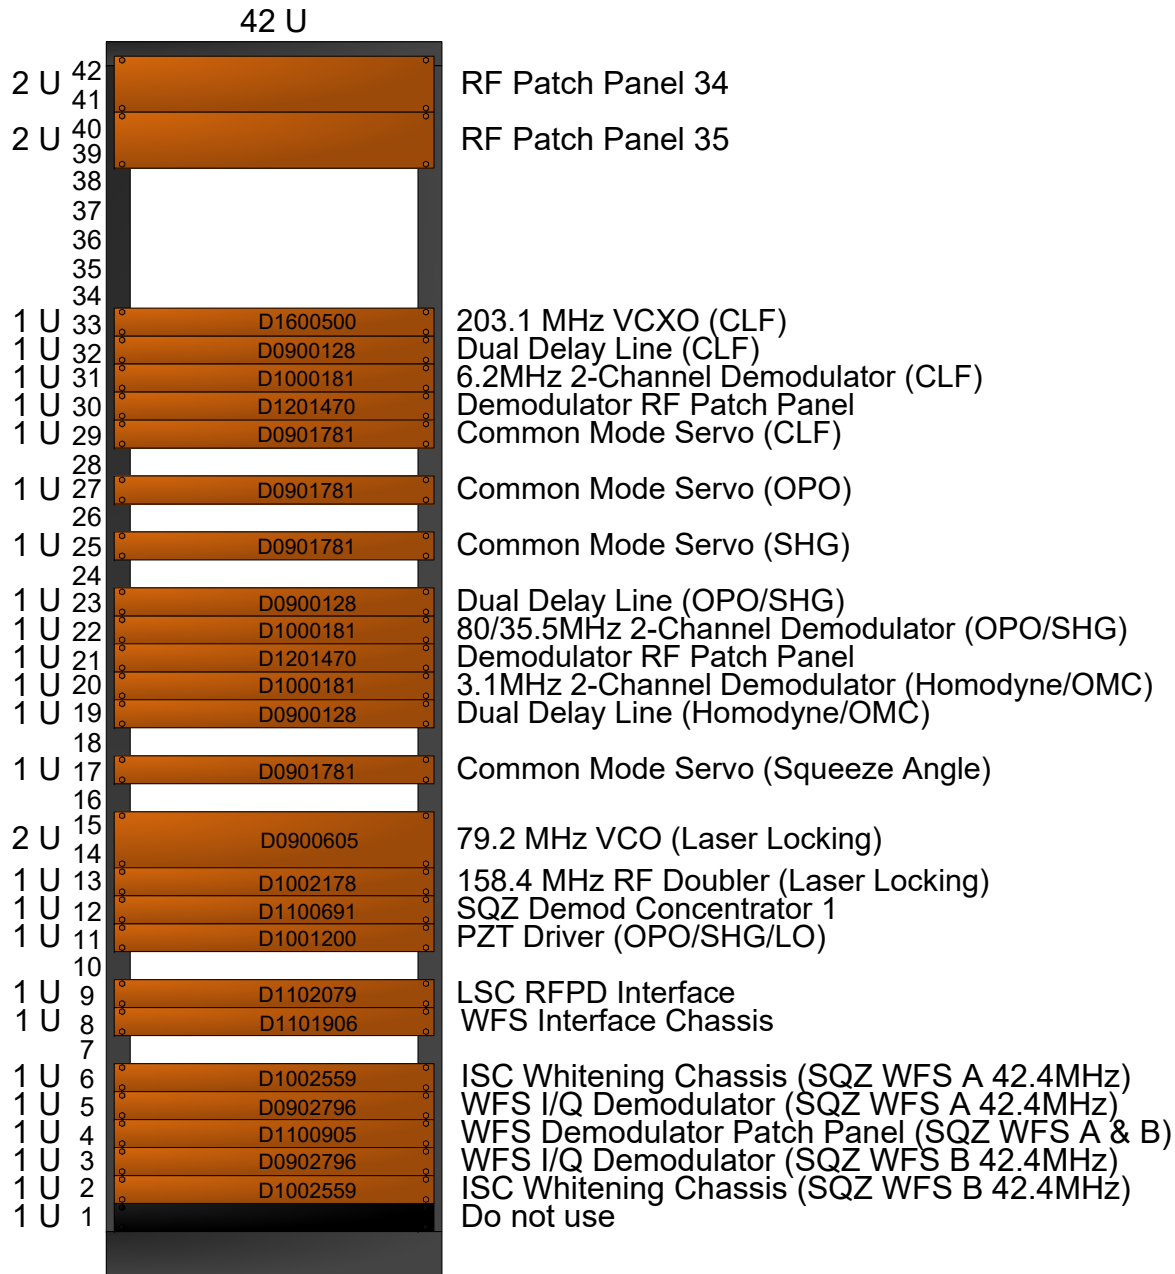 42 U
2 U 42 RF Patch Panel 34
41
2 U 40 RF Patch Panel 35
39
38
37
36
35
34
1 U 33 D1600500 203.1 MHz VCXO (CLF)
1 U 32 D0900128 Dual Delay Line (CLF)
1 U 31 D1000181 6.2MHz 2-Channel Demodulator (CLF)
1 U 30 D1201470 Demodulator RF Patch Panel
1 U 29 D0901781 Common Mode Servo (CLF)
28
1 U 27 D0901781 Common Mode Servo (OPO)
26
1 U 25 D0901781 Common Mode Servo (SHG)
24
1 U 23 D0900128 Dual Delay Line (OPO/SHG)
1 U 22 D1000181 80/35.5MHz 2-Channel Demodulator (OPO/SHG)
1 U 21 D1201470 Demodulator RF Patch Panel
1 U 20 D1000181 3.1MHz 2-Channel Demodulator (Homodyne/OMC)
1 U 19 D0900128 Dual Delay Line (Homodyne/OMC)
18
1 U 17 D0901781 Common Mode Servo (Squeeze Angle)
16
15
2 U D0900605 79.2 MHz VCO (Laser Locking)
14
1 U 13 D1002178 158.4 MHz RF Doubler (Laser Locking)
1 U 12 D1100691 SQZ Demod Concentrator 1
1 U 11 D1001200 PZT Driver (OPO/SHG/LO)
10
1 U 9 D1102079 LSC RFPD Interface
1 U 8 D1101906 WFS Interface Chassis
7
1 U 6 D1002559 ISC Whitening Chassis (SQZ WFS A 42.4MHz)
1 U 5 D0902796 WFS I/Q Demodulator (SQZ WFS A 42.4MHz)
1 U 4 D1100905 WFS Demodulator Patch Panel (SQZ WFS A & B)
1 U 3 D0902796 WFS I/Q Demodulator (SQZ WFS B 42.4MHz)
1 U 2 D1002559 ISC Whitening Chassis (SQZ WFS B 42.4MHz)
1 U 1 Do not use